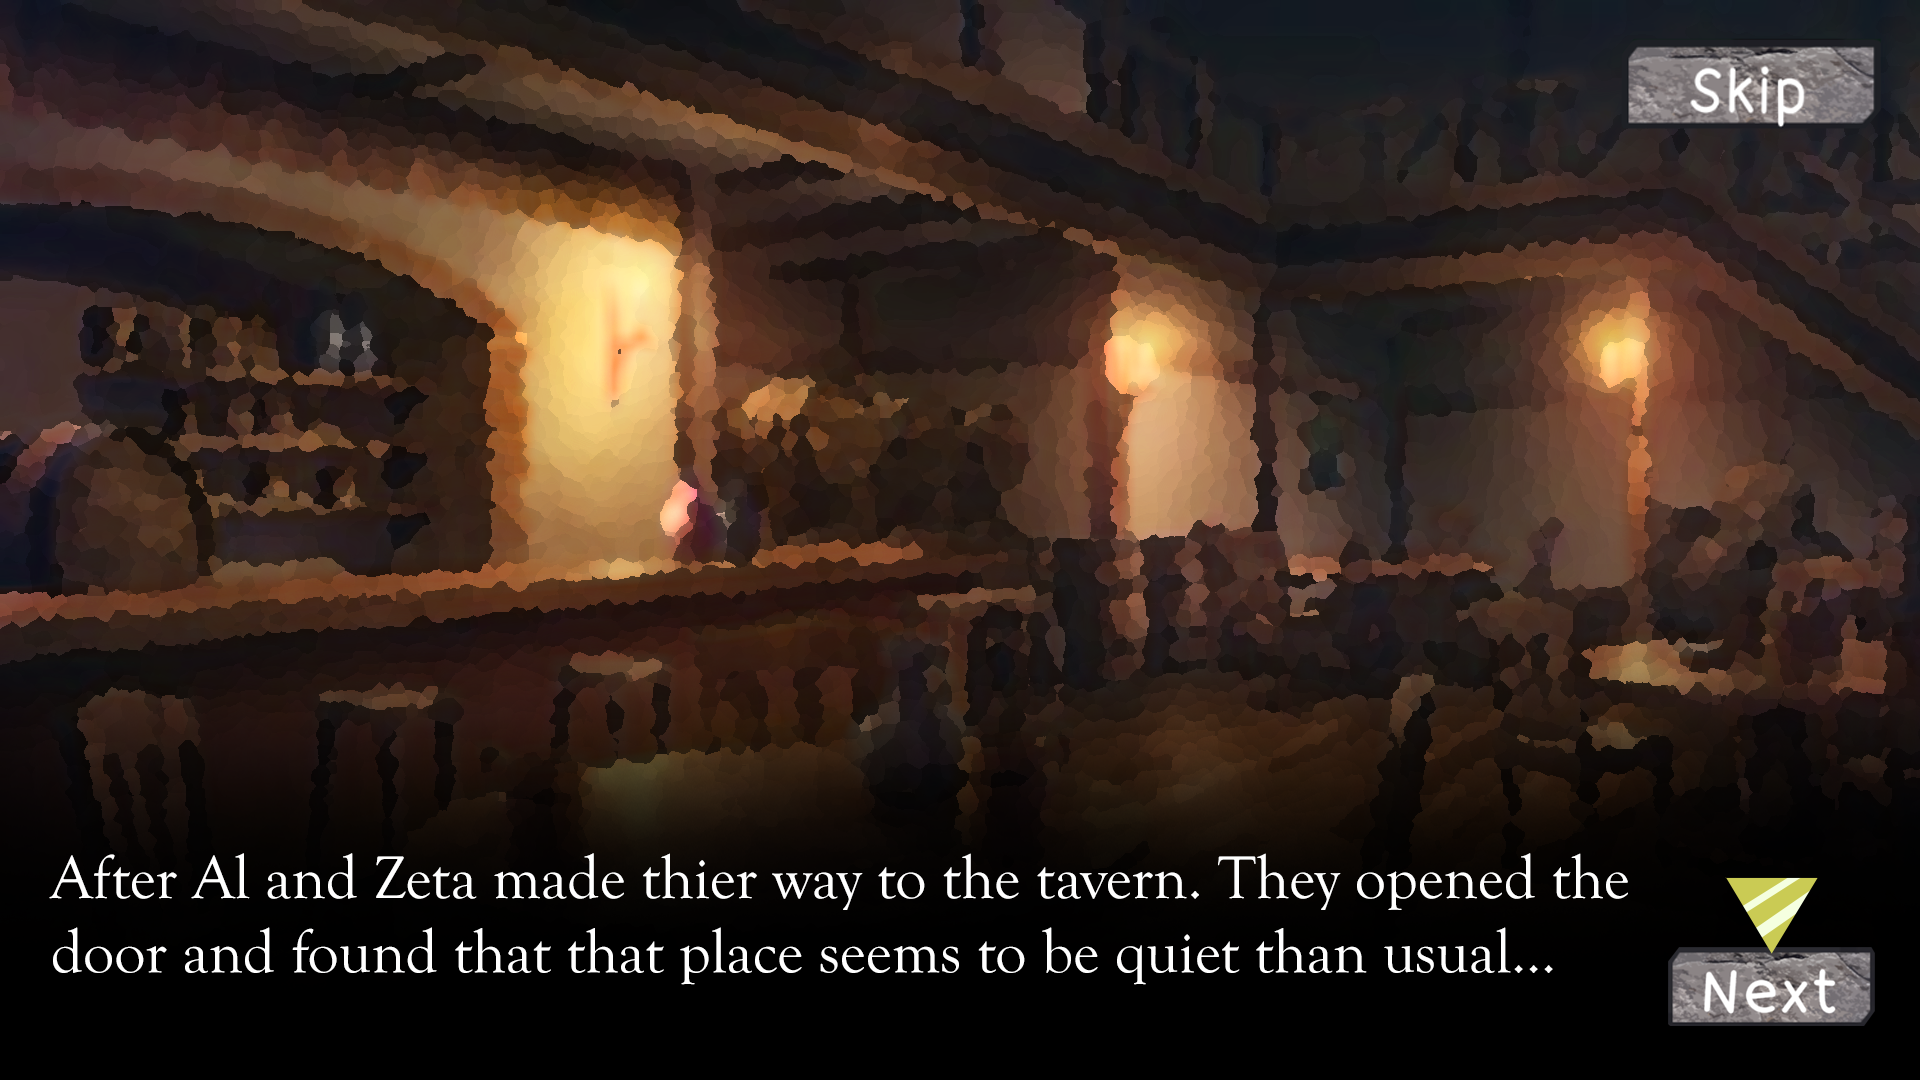 Skip
After Al and Zeta made thier way to the tavern. They opened the
door and found that that place seems to be quiet than usual...
Next